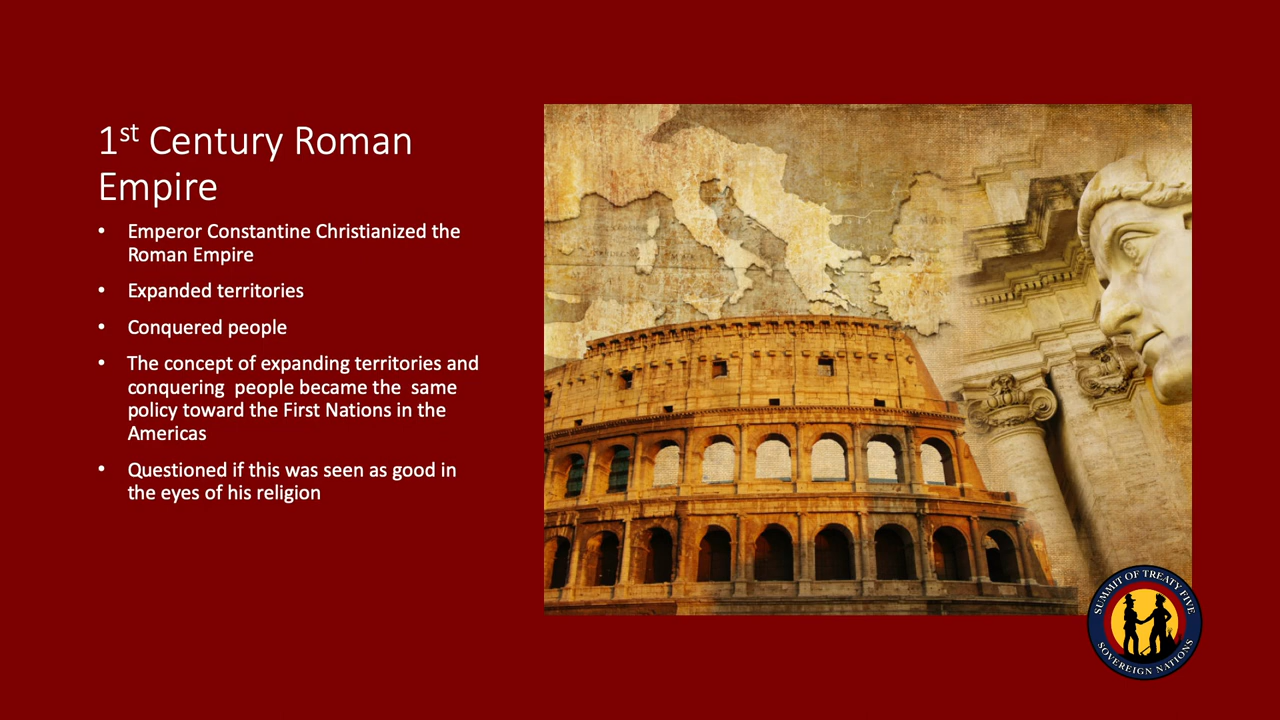 1st Century Roman
Empire
• Emperor Constantine Christianized the
Roman Empire
• Expanded territories
• Conquered people
• The concept of expanding territories and
conquering  people became the  same
policy toward the First Nations in the
Americas
• Questioned if this was seen as good in
the eyes of his religion
SUMMIT OF TREATY FIVE
SOVEREIGN NATIONS